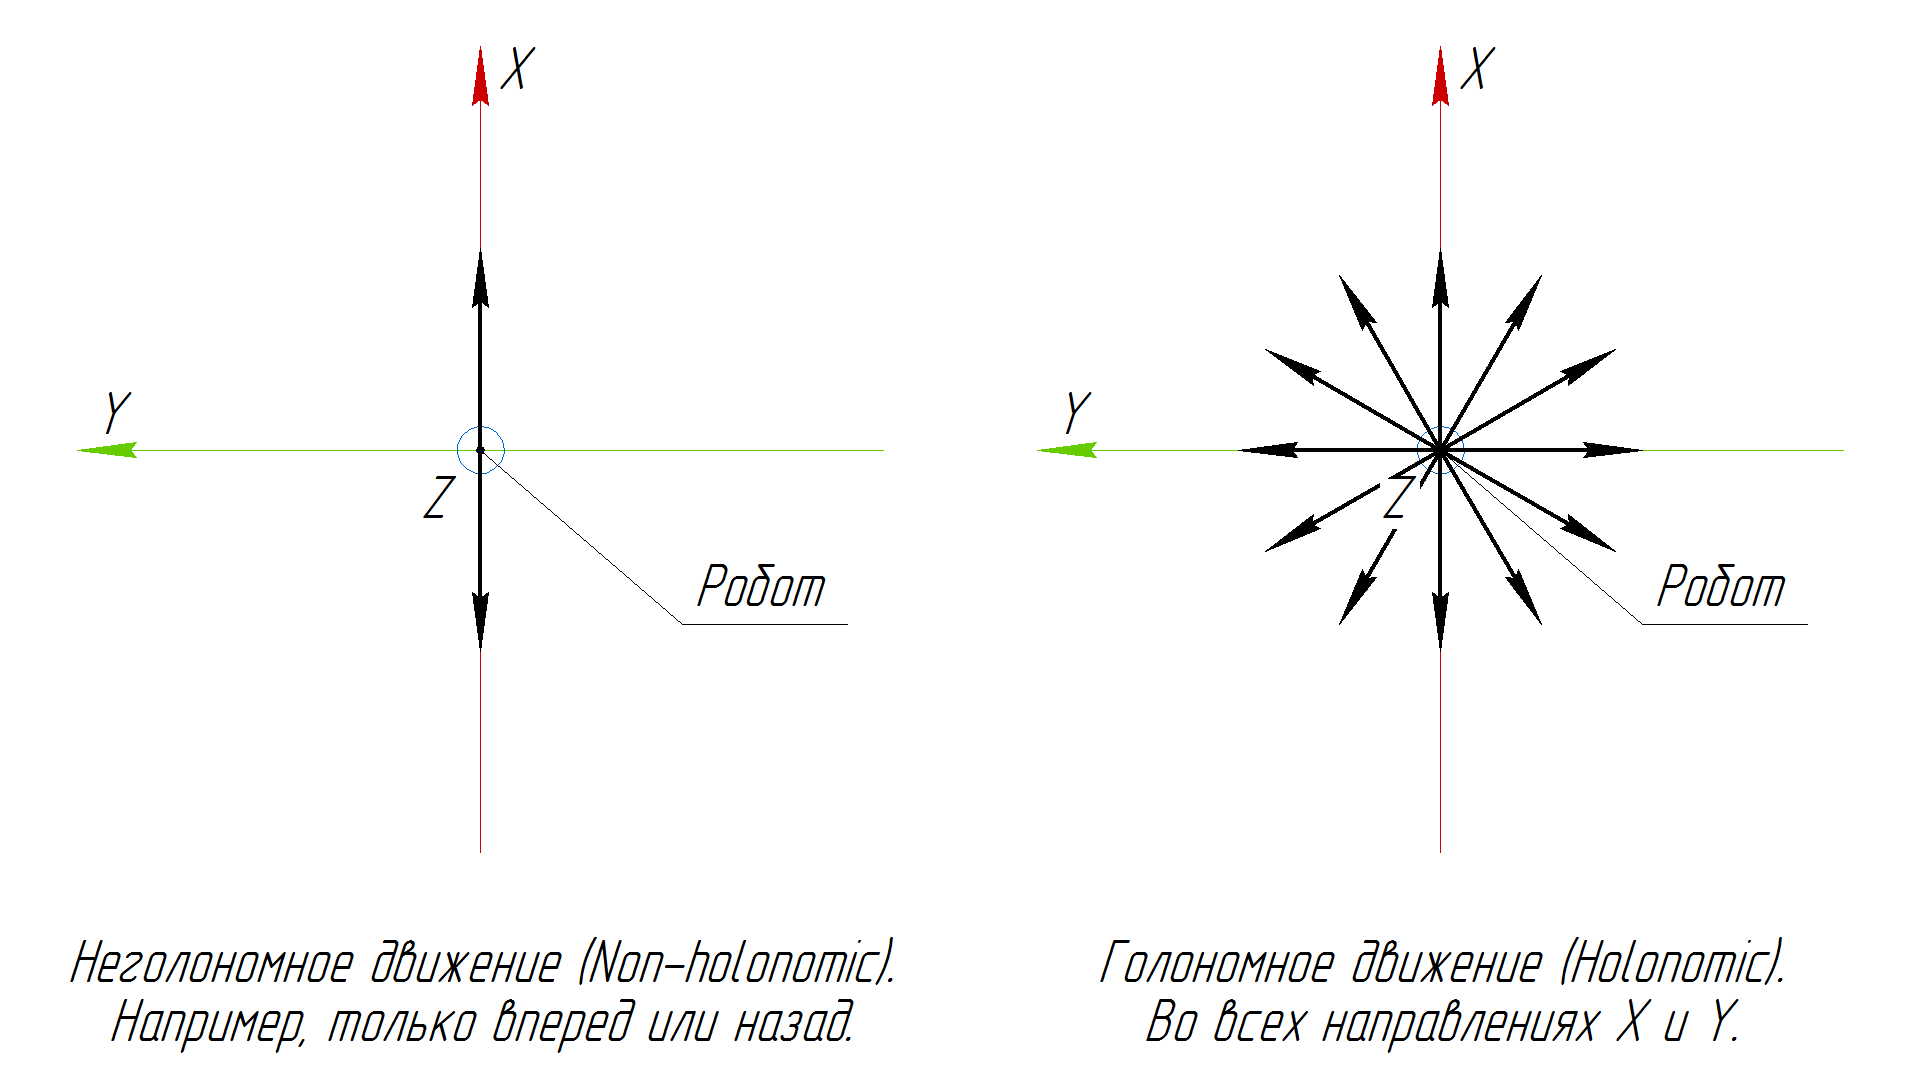 X
Y
Z
Робот
Неголономное движение (Non-holonomic).
Например, только вперед или назад.
X
Y
Z
Робот
Голономное движение (Holonomic).
Во всех направлениях X и Y.